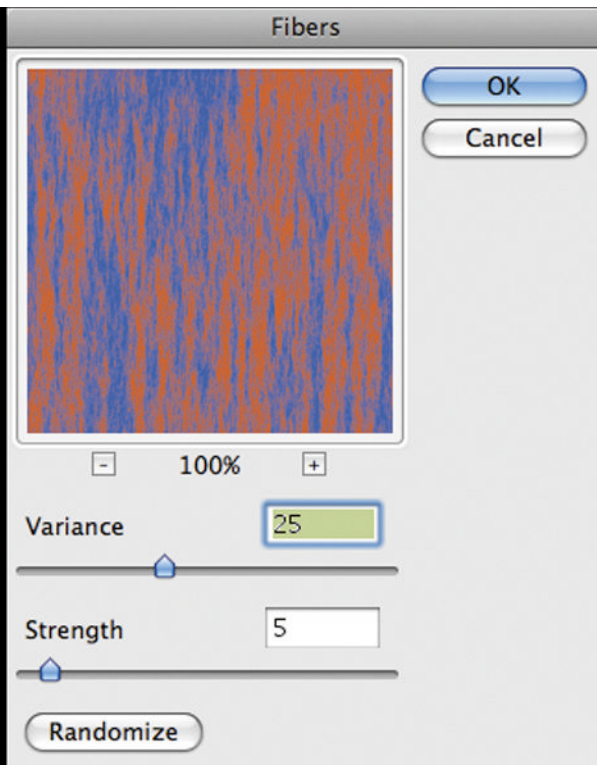 Fibers
OK
Cancel
- 100% +
Variance 25
Strength 5
Randomize